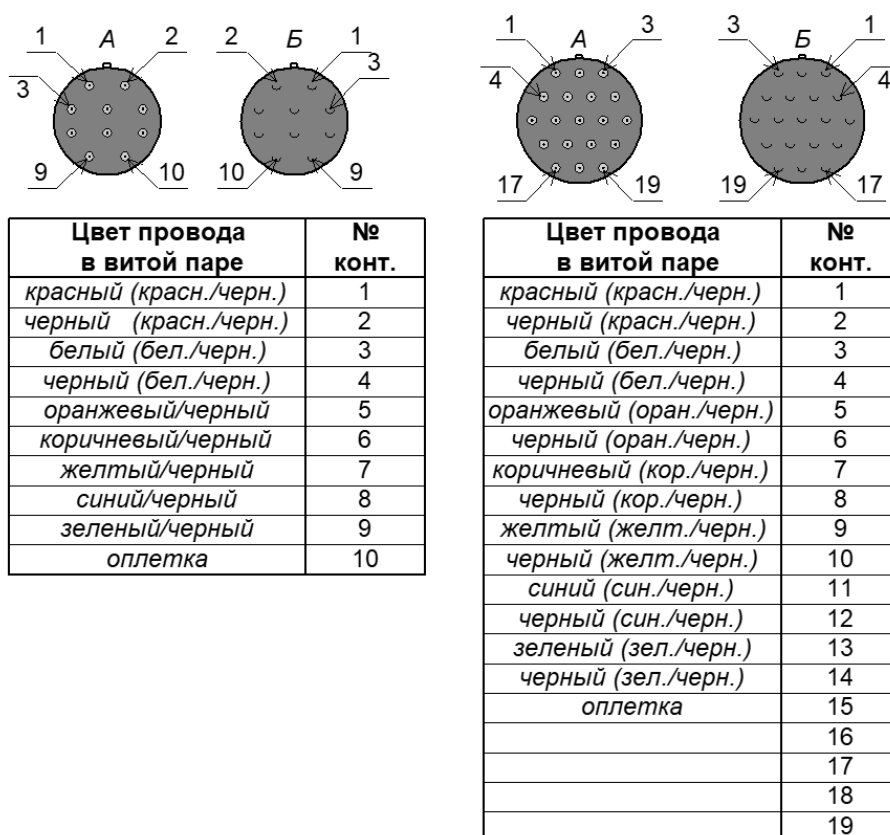 1 А 2 2 Б 1
3 3
9 10 10 9
1 А 3 3 Б 1
4 4
17 19 19 17
Цвет провода № 
в витой паре конт.
красный (красн./черн.) 1
черный (красн./черн.) 2
белый (бел./черн.) 3
черный (бел./черн.) 4
оранжевый/черный 5
коричневый/черный 6
желтый/черный 7
синий/черный 8
зеленый/черный 9
оплетка 10
Цвет провода №
в витой паре конт.
красный (красн./черн.) 1
черный (красн./черн.) 2
белый (бел./черн.) 3
черный (бел./черн.) 4
оранжевый (оран./черн.) 5
черный (оран./черн.) 6
коричневый (кор./черн.) 7
черный (кор./черн.) 8
желтый (желт./черн.) 9
черный (желт./черн.) 10
синий (син./черн.) 11
черный (син./черн.) 12
зеленый (зел./черн.) 13
черный (зел./черн.) 14
оплетка 15
16
17
18
19